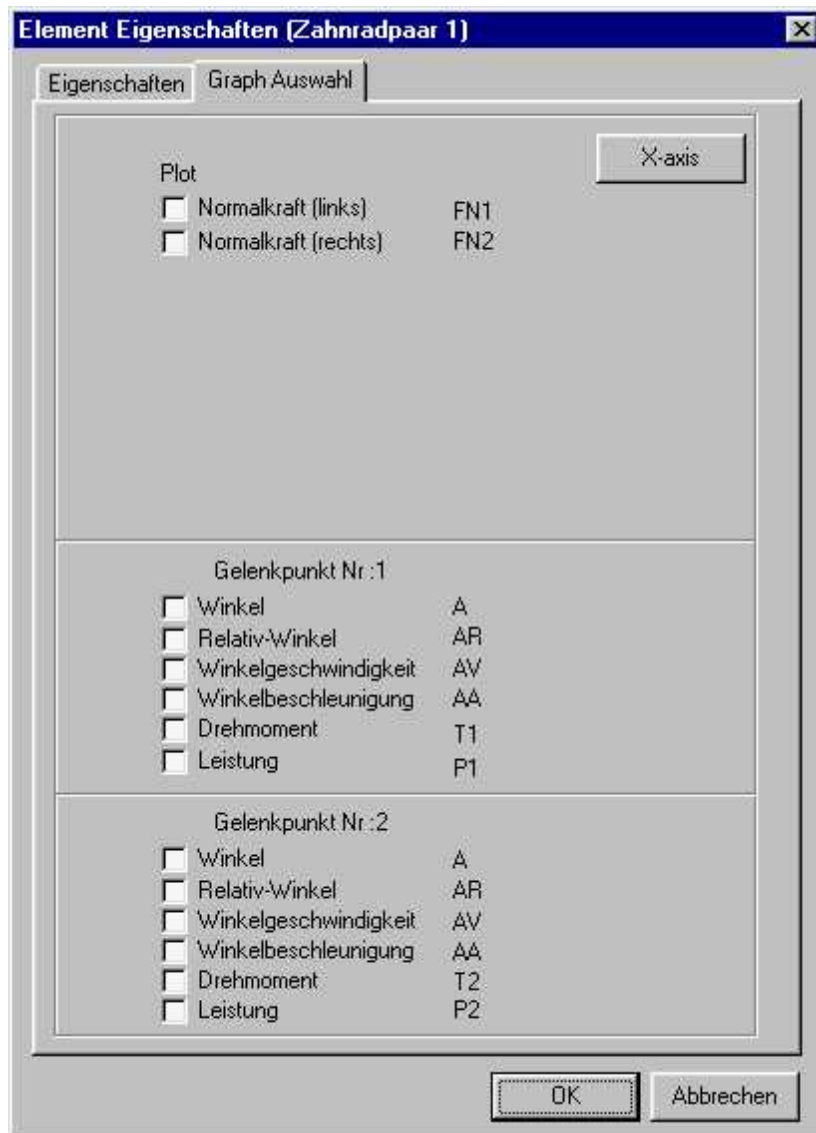 Element Eigenschaften (Zahnradpaar 1)
Eigenschaften Graph Auswahl
X-axis
Plot
Normalkraft (links) FN1
Normalkraft (rechts) FN2
Gelenkpunkt Nr.:1
Winkel A
Relativ-Winkel AR
Winkelgeschwindigkeit AV
Winkelbeschleunigung AA
Drehmoment T1
Leistung P1
Gelenkpunkt Nr.:2
Winkel A
Relativ-Winkel AR
Winkelgeschwindigkeit AV
Winkelbeschleunigung AA
Drehmoment T2
Leistung P2
OK Abbrechen